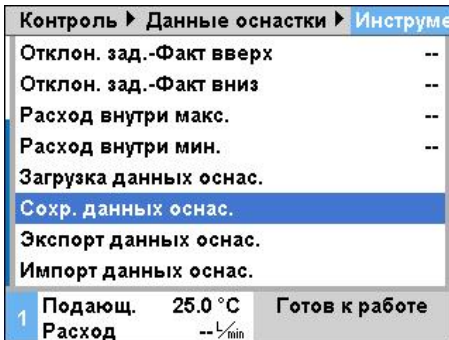 Контроль ▶ Данные оснастки ▶ Инструме
Отклон. зад.-Факт вверх --
Отклон. зад.-Факт вниз --
Расход внутри макс. --
Расход внутри мин. --
Загрузка данных оснас.
Сохр. данных оснас.
Экспорт данных оснас.
Импорт данных оснас.
1 Подающ. 25.0 °C Готов к работе
Расход -- L/min